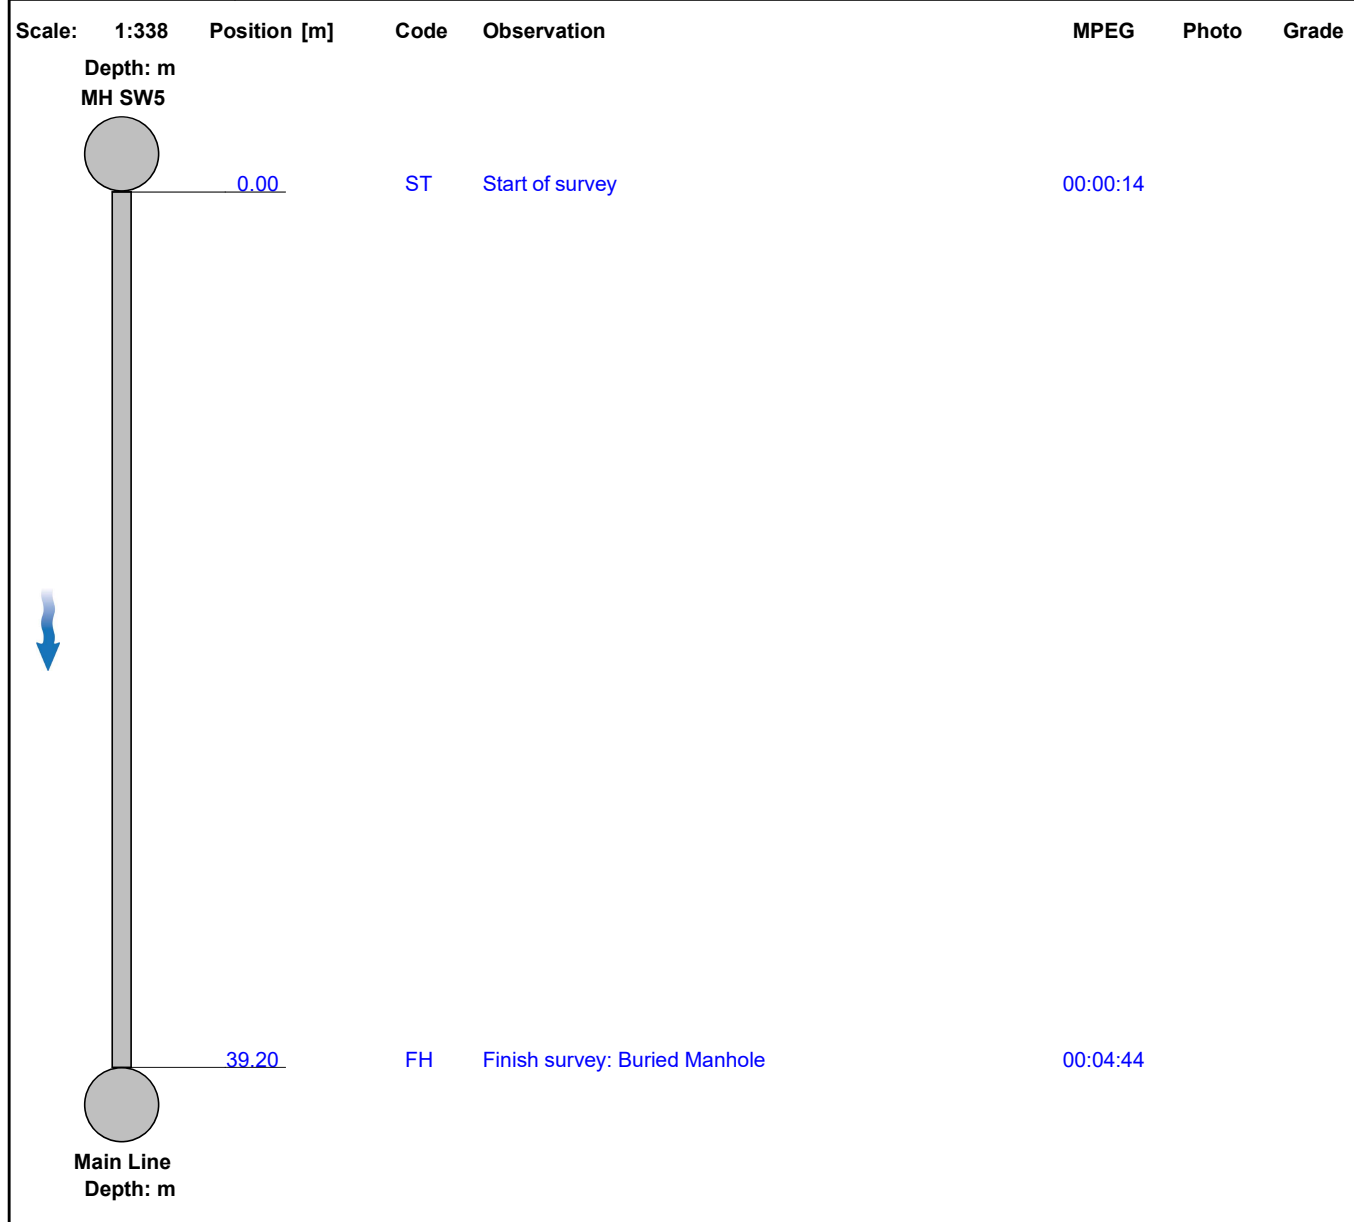 Scale: 1:338 Position [m] Code Observation MPEG Photo Grade
Depth: m
MH SW5
0.00 ST Start of survey 00:00:14
39.20 FH Finish survey: Buried Manhole 00:04:44
Main Line
Depth: m